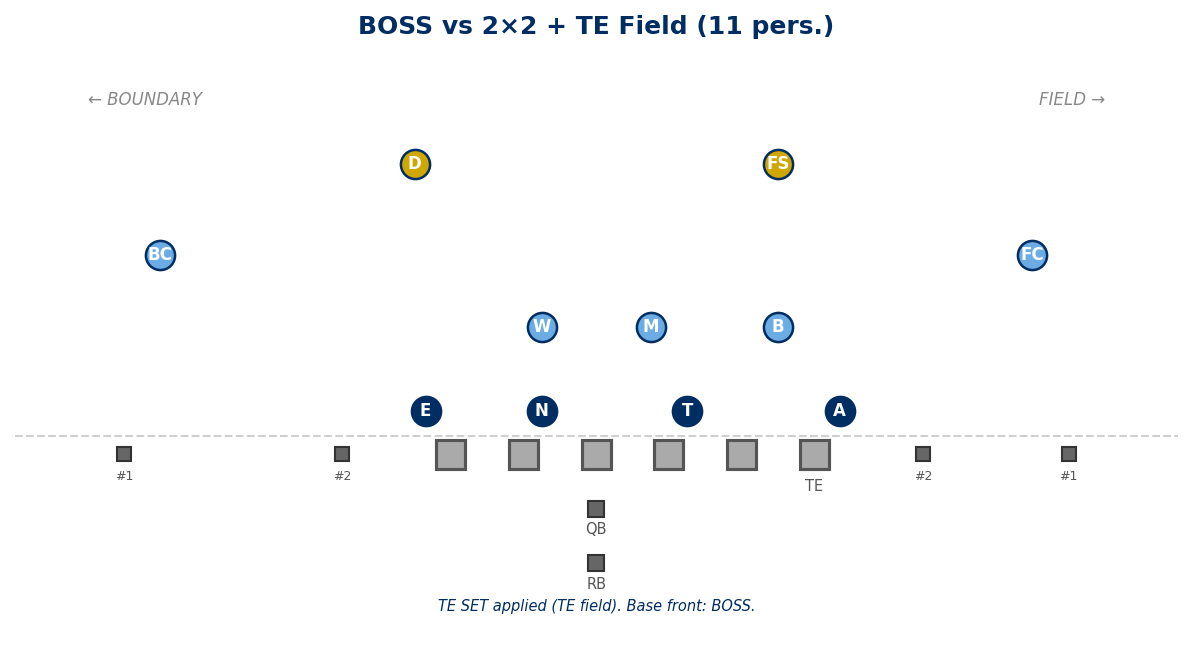 BOSS vs 2×2 + TE Field (11 pers.)
← BOUNDARY FIELD →
D FS
BC FC
W M B
E N T A
#1 #2 TE #2 #1
QB
RB
TE SET applied (TE field). Base front: BOSS.